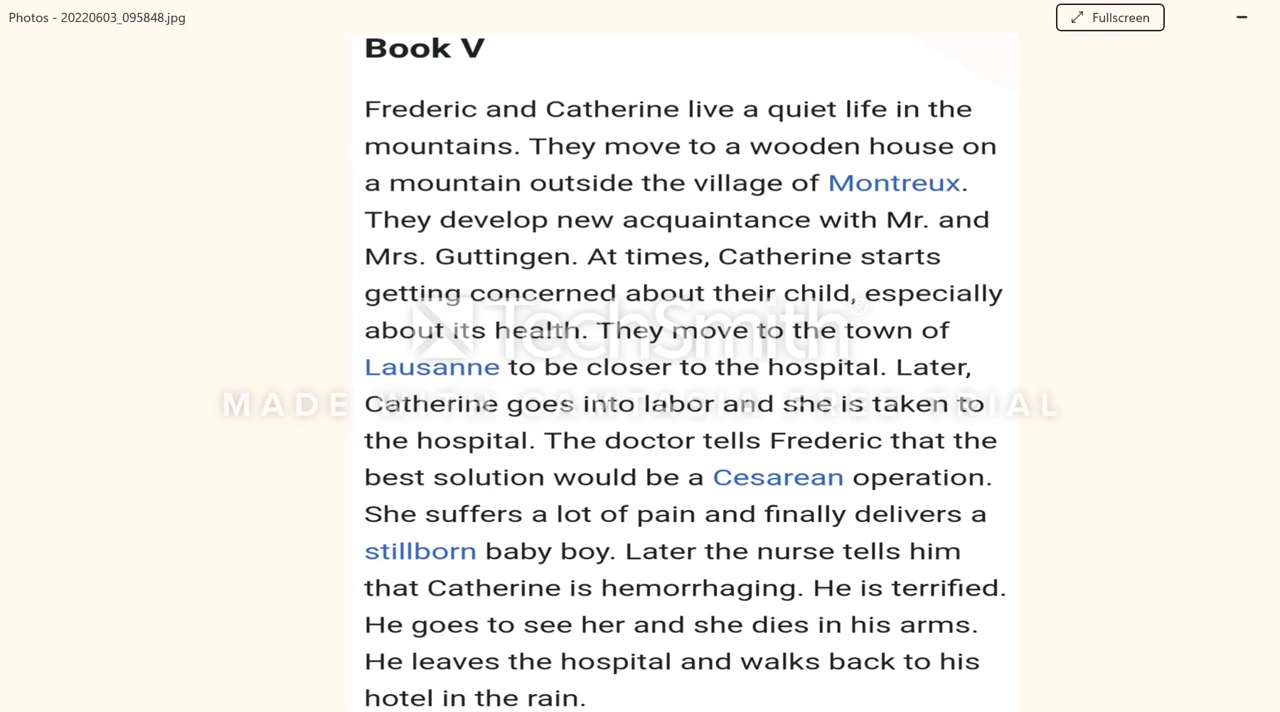 Photos - 20220603_095848.jpg
Fullscreen
Book V
Frederic and Catherine live a quiet life in the
mountains. They move to a wooden house on
a mountain outside the village of Montreux.
They develop new acquaintance with Mr. and
Mrs. Guttingen. At times, Catherine starts
getting concerned about their child, especially
about its health. They move to the town of
TechSmith®
Lausanne to be closer to the hospital. Later,
Catherine goes into labor and she is taken to
MADE WITH CAMTASIA FREE TRIAL
the hospital. The doctor tells Frederic that the
best solution would be a Cesarean operation.
She suffers a lot of pain and finally delivers a
stillborn baby boy. Later the nurse tells him
that Catherine is hemorrhaging. He is terrified.
He goes to see her and she dies in his arms.
He leaves the hospital and walks back to his
hotel in the rain.